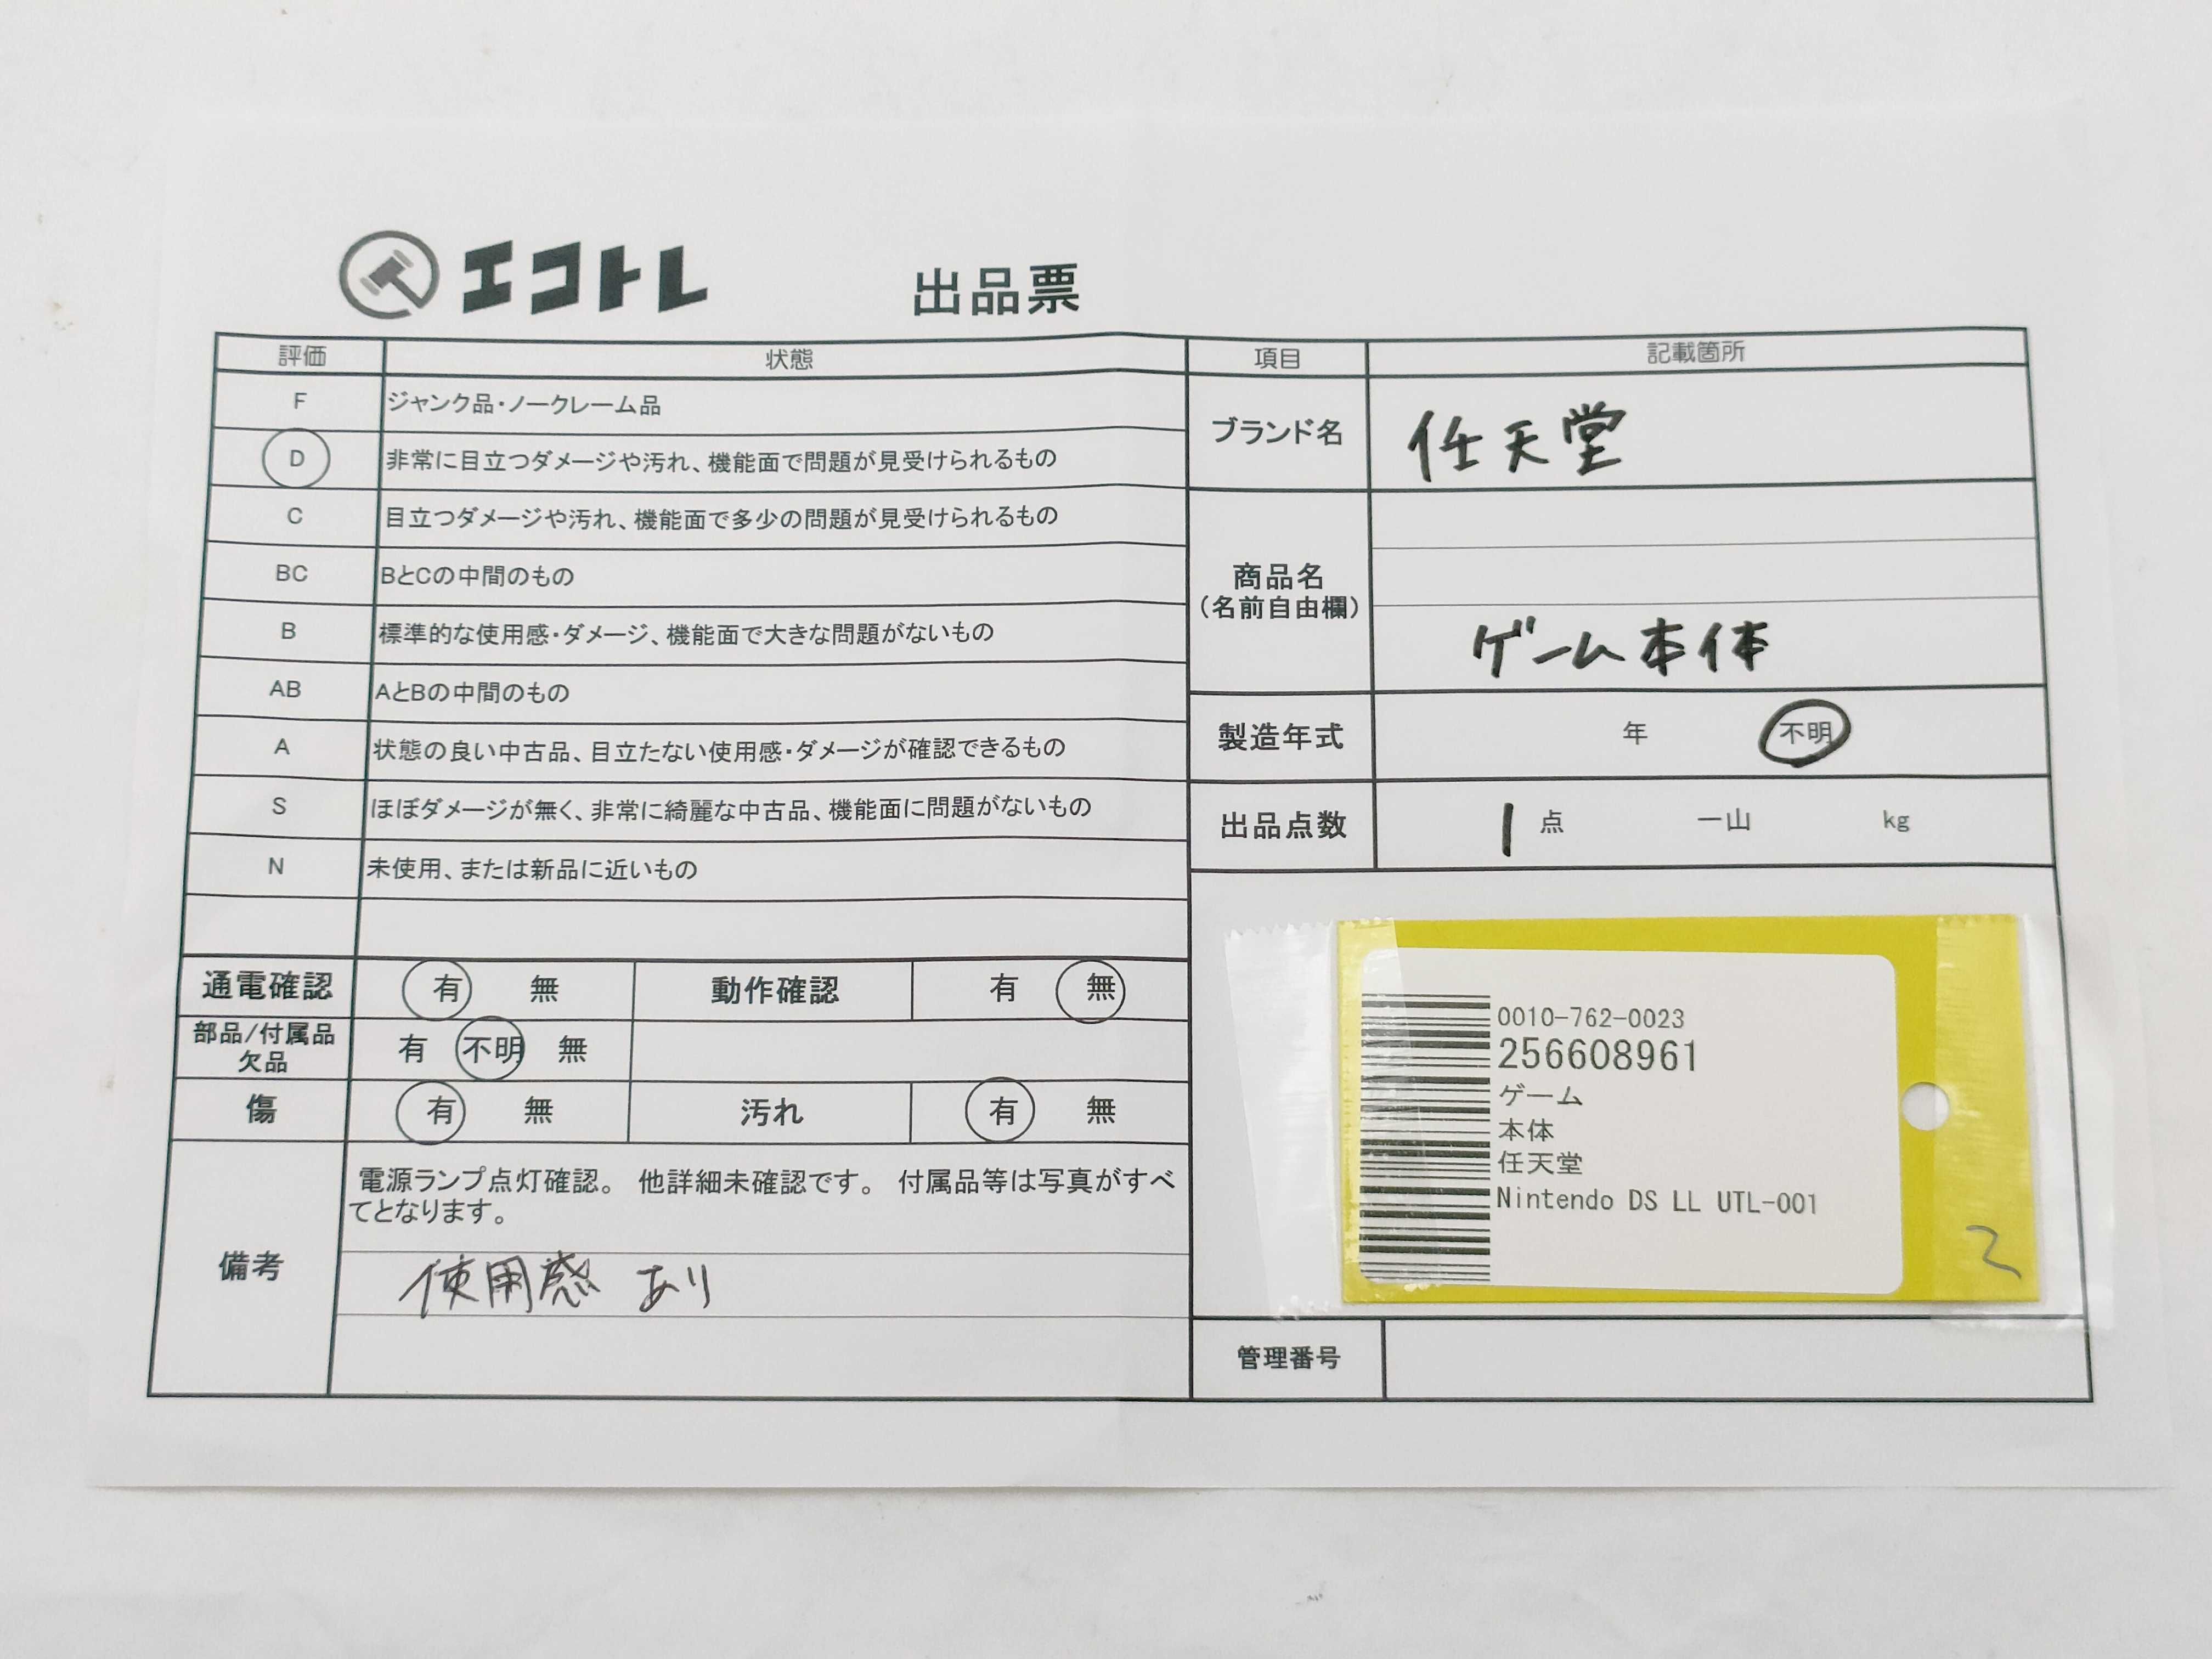 エコトレ
出品票
評価 状態
F ジャンク品・ノークレーム品
D 非常に目立つダメージや汚れ、機能面で問題が見受けられるもの
C 目立つダメージや汚れ、機能面で多少の問題が見受けられるもの
BC BとCの中間のもの
B 標準的な使用感・ダメージ、機能面で大きな問題がないもの
AB AとBの中間のもの
A 状態の良い中古品、目立たない使用感・ダメージが確認できるもの
S ほぼダメージが無く、非常に綺麗な中古品、機能面に問題がないもの
N 未使用、または新品に近いもの
通電確認 有 無 動作確認 有 無
部品/付属品
欠品 有 不明 無
傷 有 無 汚れ 有 無
備考
電源ランプ点灯確認。 他詳細未確認です。 付属品等は写真がすべ
てとなります。
使用感 あり
項目 記載箇所
ブランド名 任天堂
商品名
(名前自由欄)
ゲーム本体
製造年式 年 不明
出品点数 1 点 一山 kg
0010-762-0023
256608961
ゲーム
本体
任天堂
Nintendo DS LL UTL-001
2
管理番号